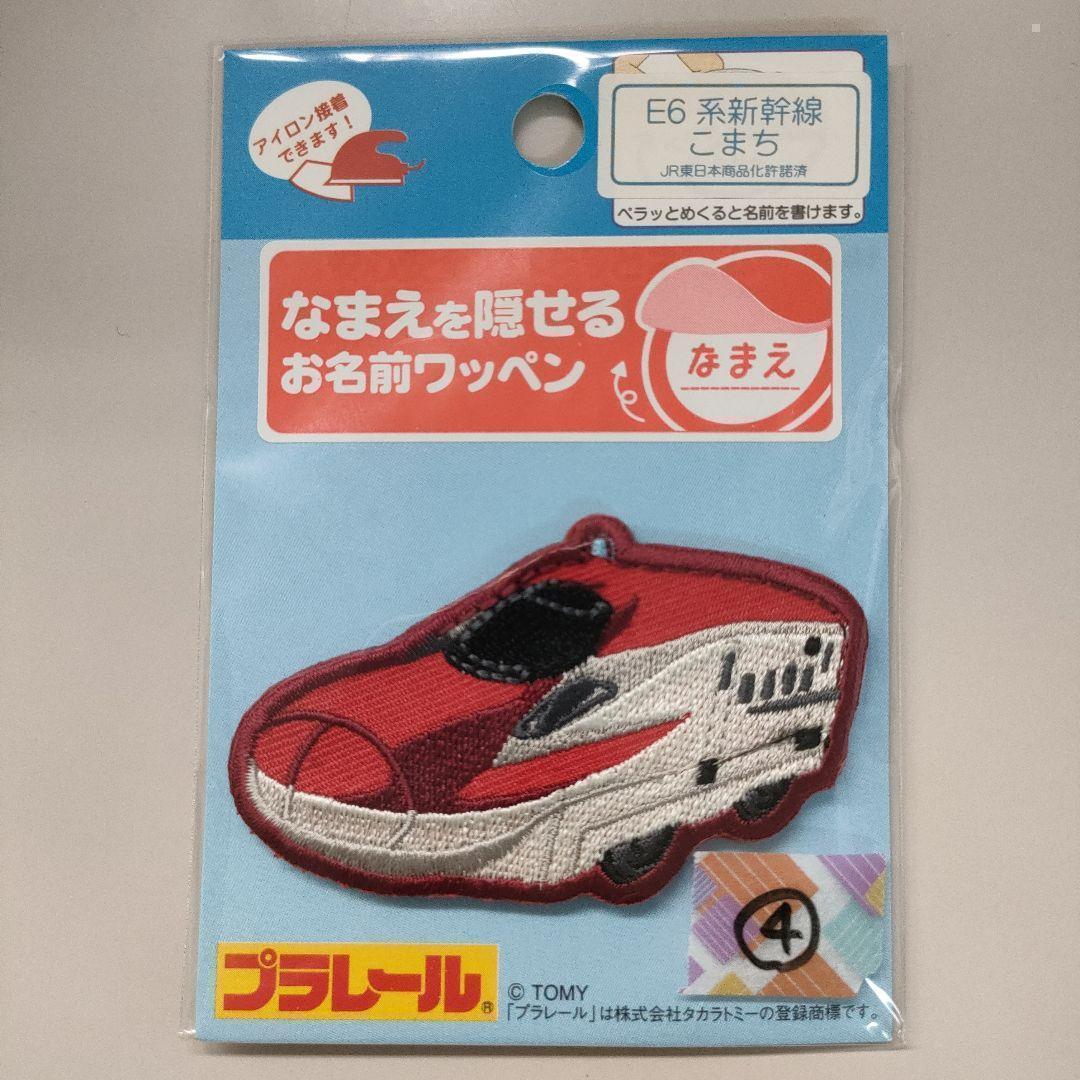 アイロン接着
できます!
E6 系新幹線
こまち
JR東日本商品化許諾済
ペラッとめくると名前を書けます。
なまえを隠せる
お名前ワッペン
なまえ
④
プラレール®
© TOMY
「プラレール」は株式会社タカラトミーの登録商標です。